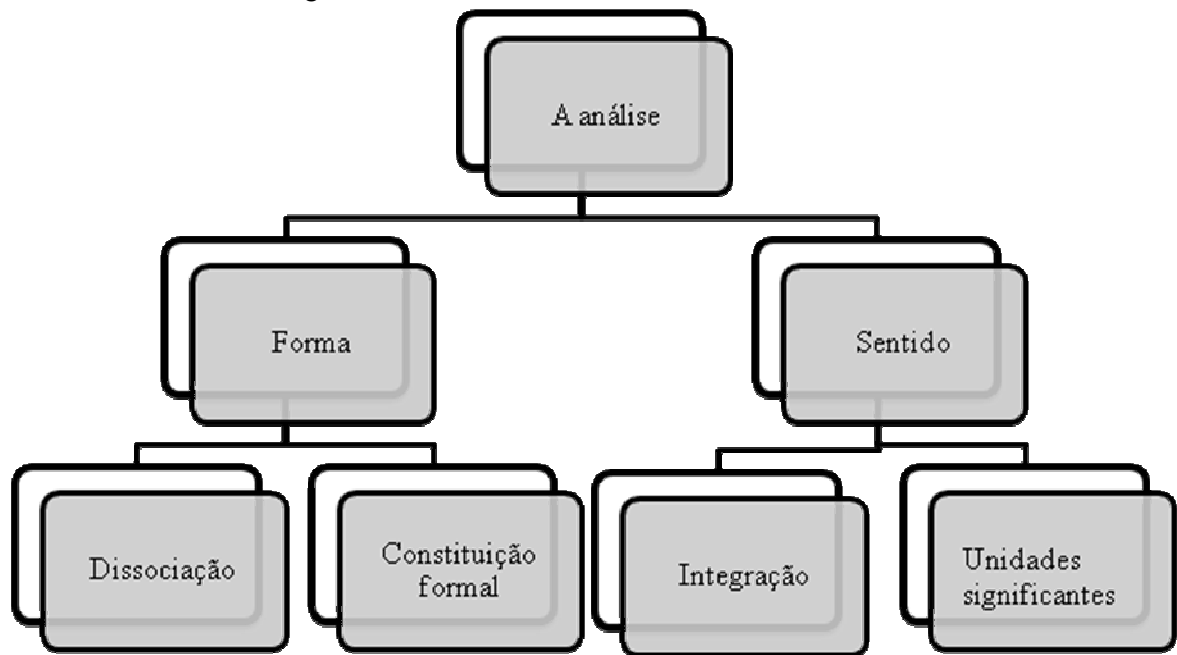 A análise
Forma
Sentido
Dissociação
Constituição
formal
Integração
Unidades
significantes